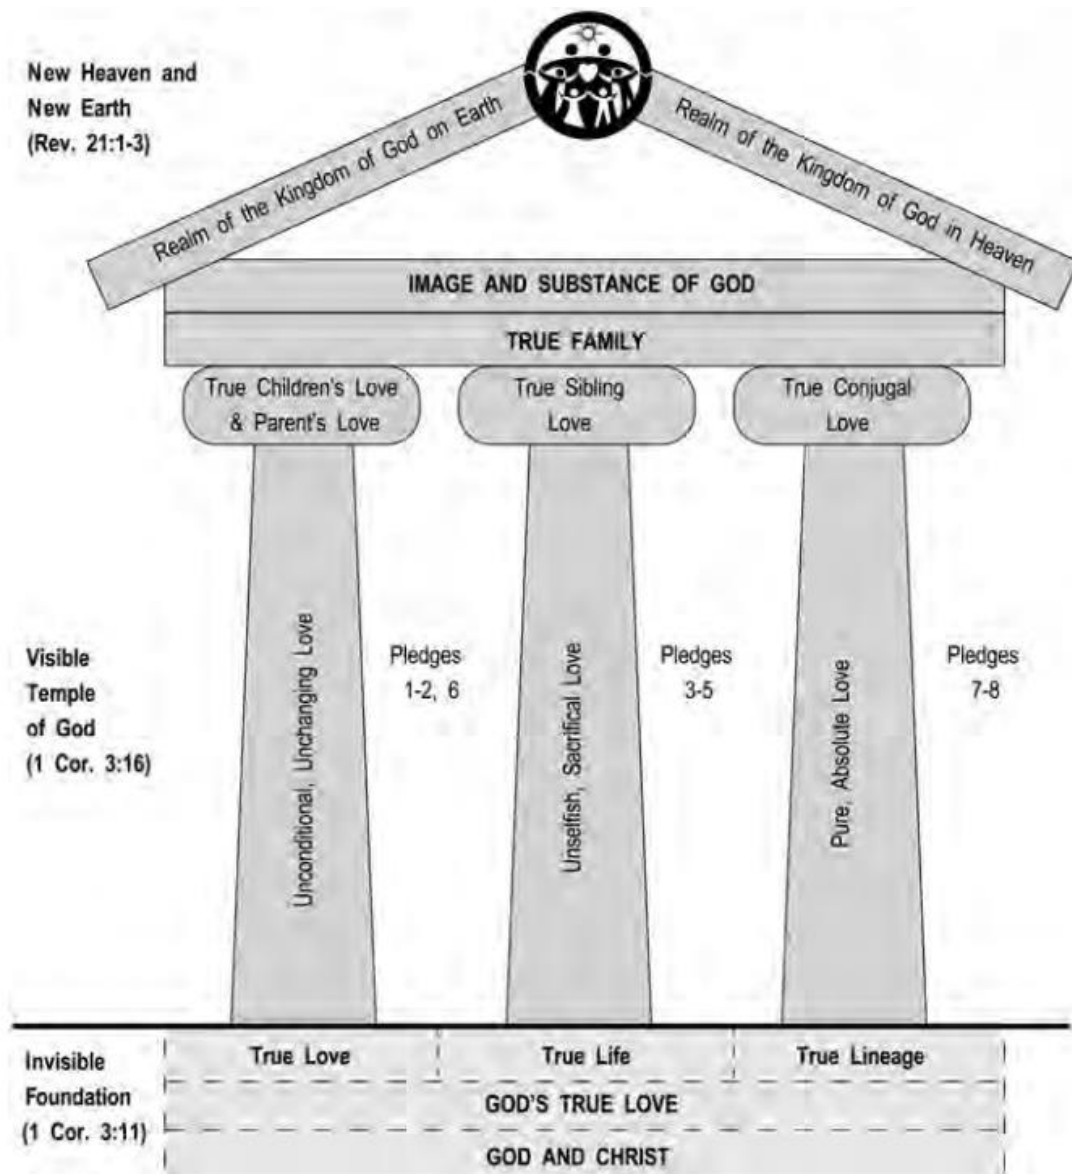 New Heaven and
New Earth
(Rev. 21:1-3)
Realm of the Kingdom of God on Earth
Realm of the Kingdom of God in Heaven
IMAGE AND SUBSTANCE OF GOD
TRUE FAMILY
True Children's Love
& Parent's Love
True Sibling
Love
True Conjugal
Love
Visible
Temple
of God
(1 Cor. 3:16)
Unconditional, Unchanging Love
Pledges
1-2, 6
Unselfish, Sacrifical Love
Pledges
3-5
Pure, Absolute Love
Pledges
7-8
Invisible
Foundation
(1 Cor. 3:11)
True Love
True Life
True Lineage
GOD'S TRUE LOVE
GOD AND CHRIST